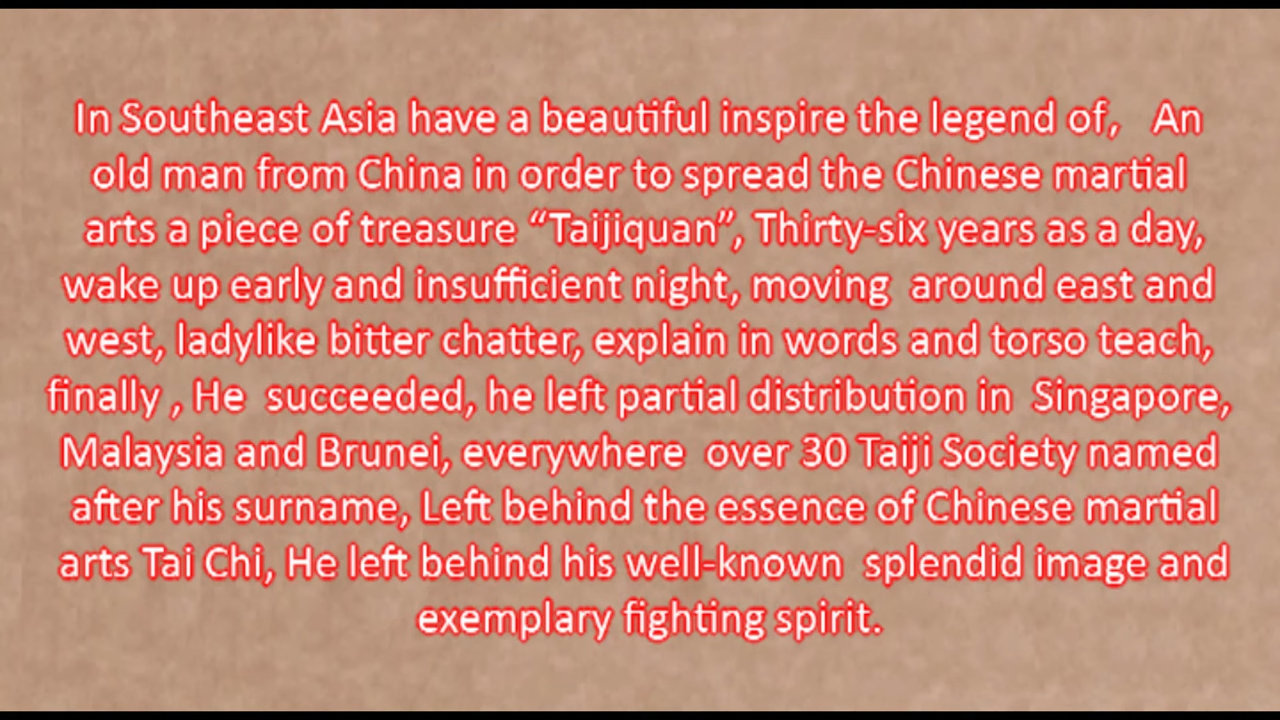 In Southeast Asia have a beautiful inspire the legend of, An
old man from China in order to spread the Chinese martial
arts a piece of treasure “Taijiquan”, Thirty-six years as a day,
wake up early and insufficient night, moving around east and
west, ladylike bitter chatter, explain in words and torso teach,
finally , He succeeded, he left partial distribution in Singapore,
Malaysia and Brunei, everywhere over 30 Taiji Society named
after his surname, Left behind the essence of Chinese martial
arts Tai Chi, He left behind his well-known splendid image and
exemplary fighting spirit.